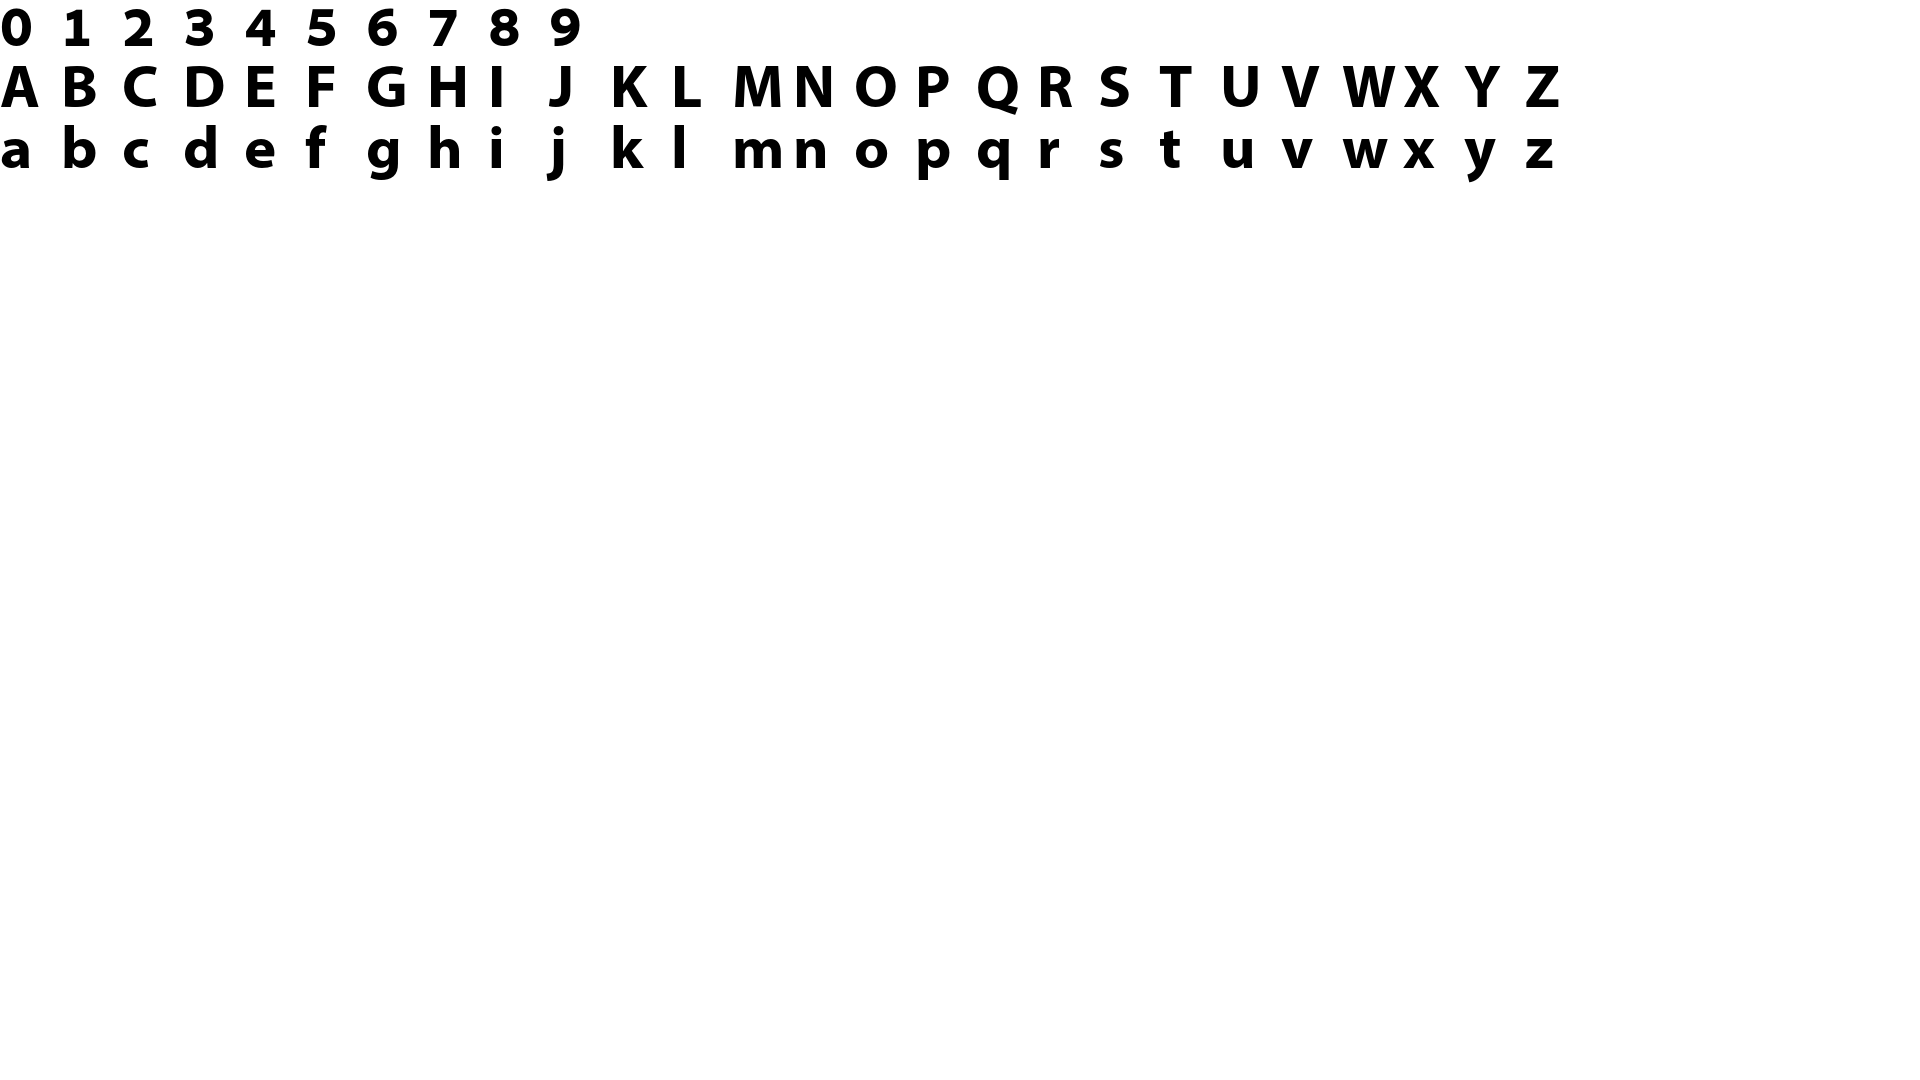 0 1 2 3 4 5 6 7 8 9
A B C D E F G H I J K L M N O P Q R S T U V W X Y Z
a b c d e f g h i j k l m n o p q r s t u v w x y z